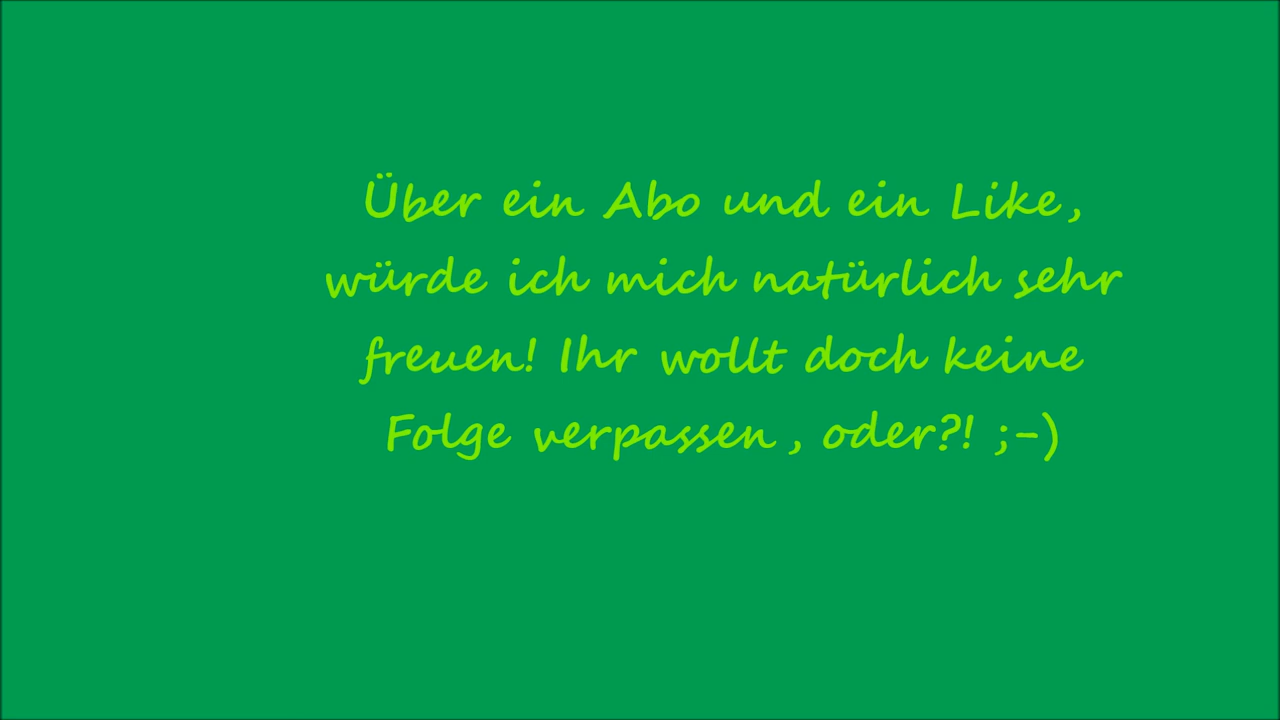 Über ein Abo und ein Like,
würde ich mich natürlich sehr
freuen! Ihr wollt doch keine
Folge verpassen , oder?! ;-)